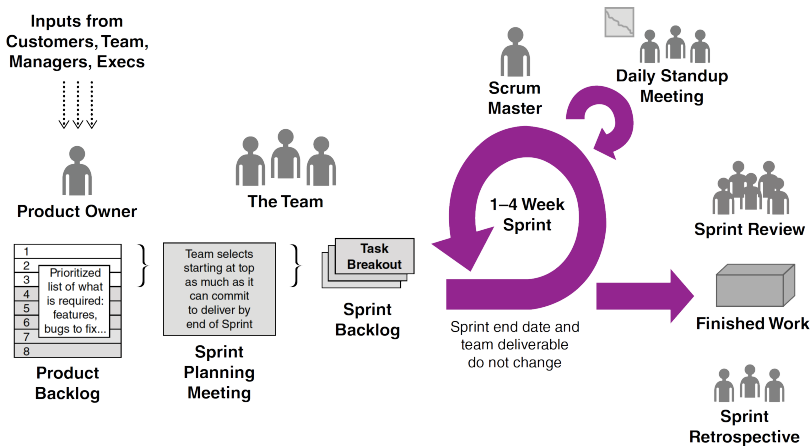 Inputs from
Customers, Team,
Managers, Execs
Product Owner
1
2
3
4
5
6
7
8
Prioritized
list of what
is required:
features,
bugs to fix...
Product
Backlog
The Team
Team selects
starting at top
as much as it
can commit
to deliver by
end of Sprint
Sprint
Planning
Meeting
Task
Breakout
Sprint
Backlog
Scrum
Master
Daily Standup
Meeting
1–4 Week
Sprint
Sprint end date and
team deliverable
do not change
Sprint Review
Finished Work
Sprint
Retrospective